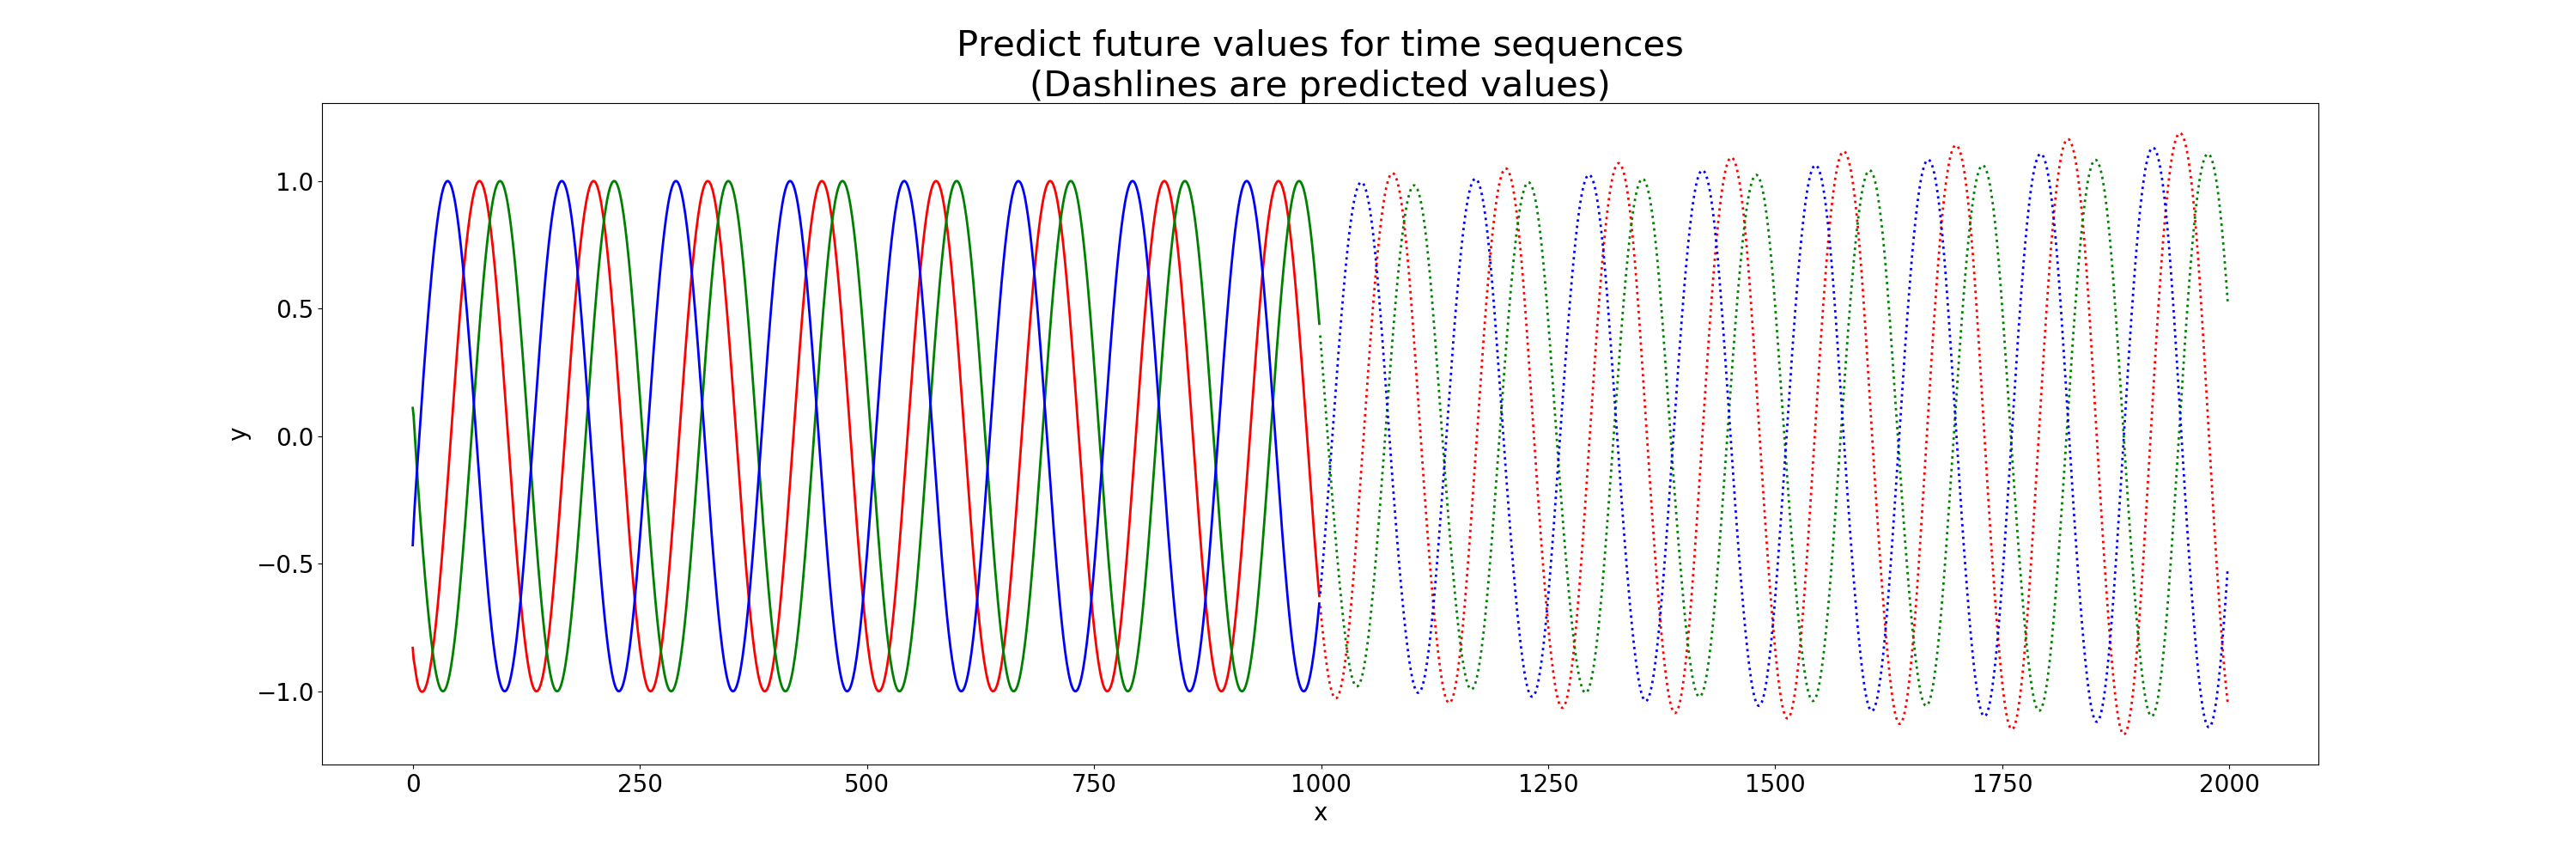 Predict future values for time sequences
(Dashlines are predicted values)
1.0
0.5
0.0
−0.5
−1.0
y
0 250 500 750 1000 1250 1500 1750 2000
x